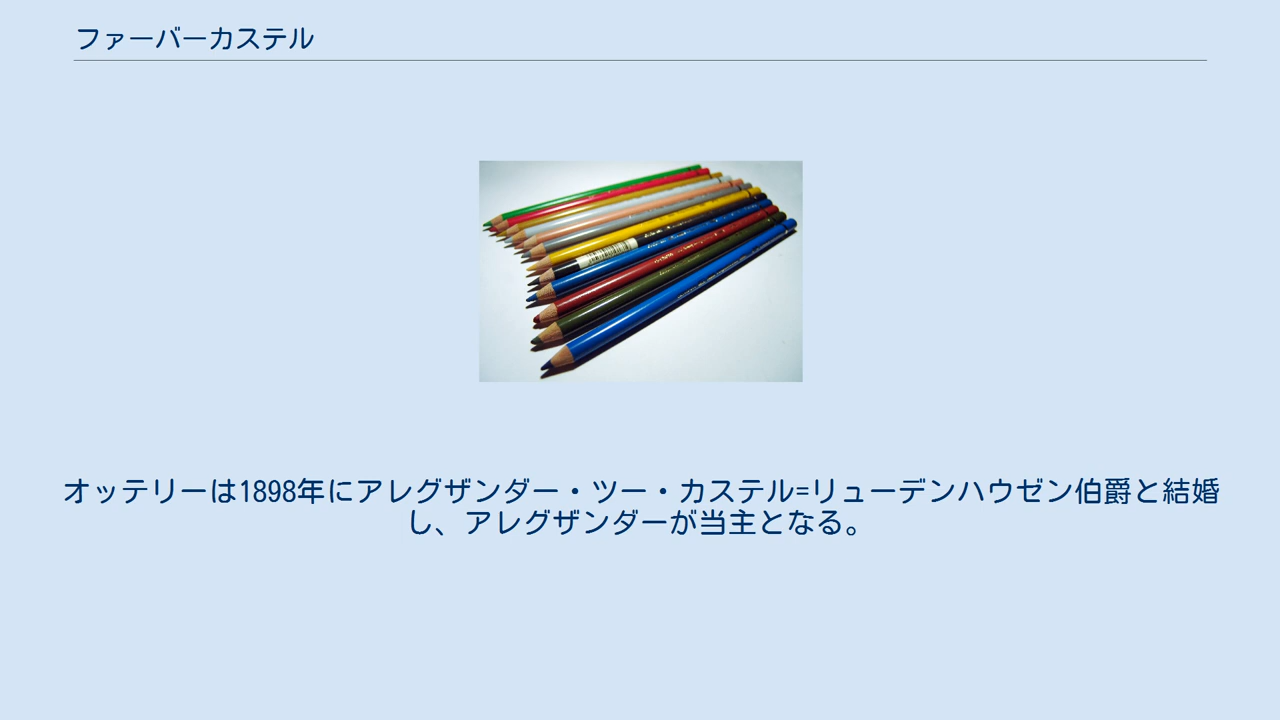 ファーバーカステル
オッテリーは1898年にアレグザンダー・ツー・カステル=リューデンハウゼン伯爵と結婚
し、アレグザンダーが当主となる。